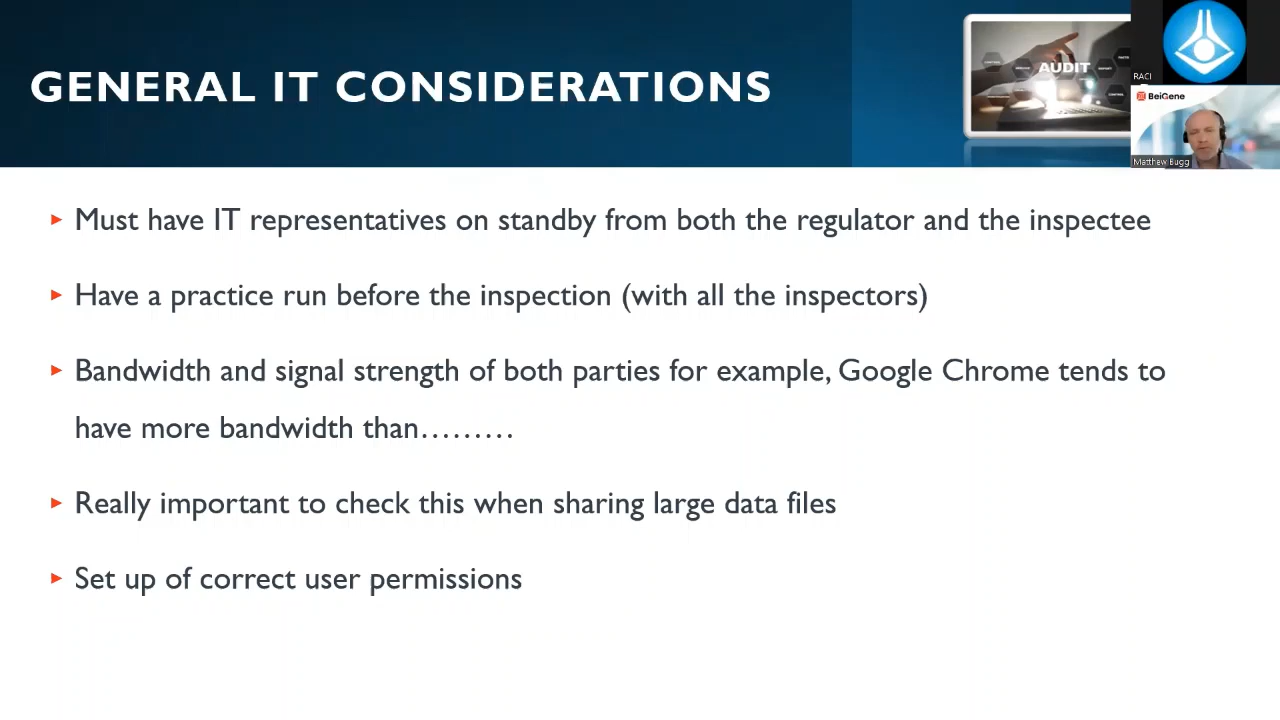 GENERAL IT CONSIDERATIONS
AUDIT
RACI
BeiGene
Matthew Bugg
▸ Must have IT representatives on standby from both the regulator and the inspectee
▸ Have a practice run before the inspection (with all the inspectors)
▸ Bandwidth and signal strength of both parties for example, Google Chrome tends to
have more bandwidth than………
▸ Really important to check this when sharing large data files
▸ Set up of correct user permissions